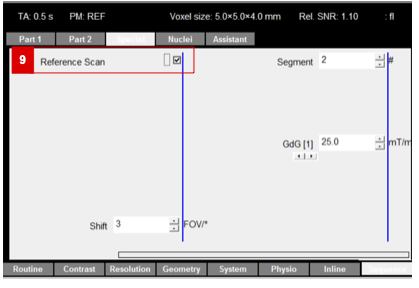 TA: 0.5 s PM: REF Voxel size: 5.0×5.0×4.0 mm Rel. SNR: 1.10 : fl
Part 1 Part 2 Special Nuclei Assistant
9 Reference Scan Segment 2 #
GdG [1] 25.0 mT/m
Shift 3 FOV/*
Routine Contrast Resolution Geometry System Physio Inline Sequence